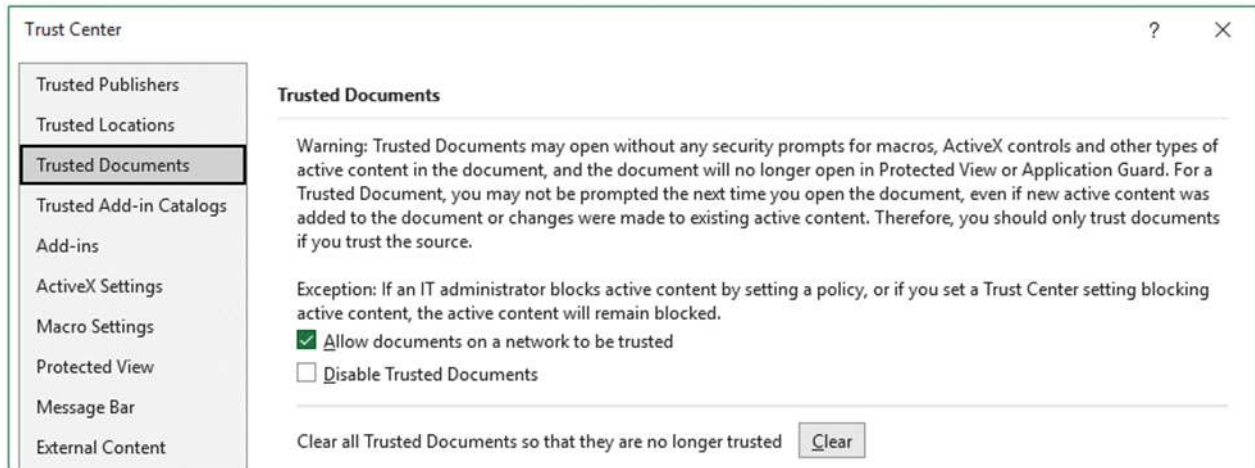 Trust Center
?
Trusted Publishers
Trusted Locations
Trusted Documents
Trusted Add-in Catalogs
Add-ins
ActiveX Settings
Macro Settings
Protected View
Message Bar
External Content
Trusted Documents
Warning: Trusted Documents may open without any security prompts for macros, ActiveX controls and other types of
active content in the document, and the document will no longer open in Protected View or Application Guard. For a
Trusted Document, you may not be prompted the next time you open the document, even if new active content was
added to the document or changes were made to existing active content. Therefore, you should only trust documents
if you trust the source.
Exception: If an IT administrator blocks active content by setting a policy, or if you set a Trust Center setting blocking
active content, the active content will remain blocked.
Allow documents on a network to be trusted
Disable Trusted Documents
Clear all Trusted Documents so that they are no longer trusted Clear